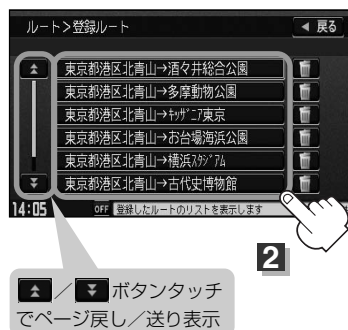 ルート>登録ルート
戻る
東京都港区北青山→酒々井総合公園
東京都港区北青山→多摩動物公園
東京都港区北青山→ｷｯｻﾞﾆｱ東京
東京都港区北青山→お台場海浜公園
東京都港区北青山→横浜ｽﾀｼﾞｱﾑ
東京都港区北青山→古代史博物館
14:05 OFF 登録したルートのリストを表示します
2
／ ボタンタッチ
でページ戻し／送り表示